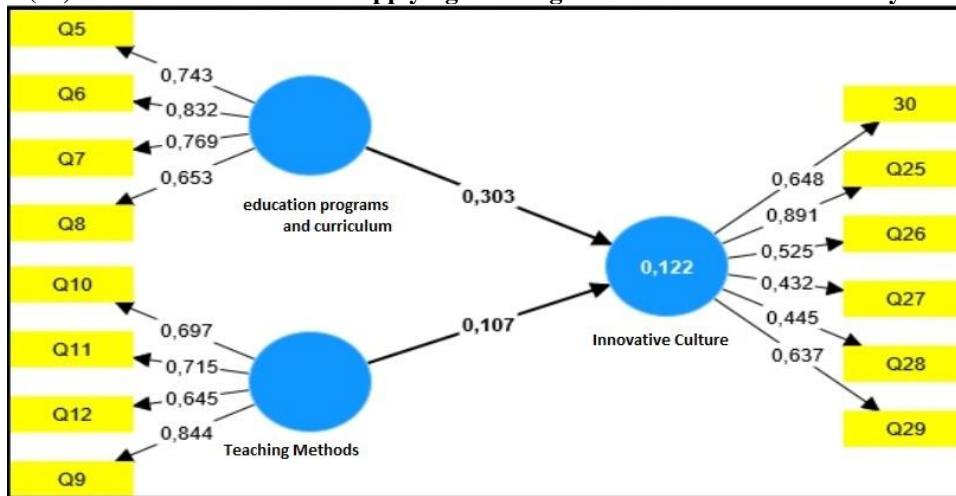 applying
Q5
0,743
Q6
0,832
Q7
0,769
0,653
Q8
education programs
and curriculum
0,303
Q10
0,697
Q11
0,715
Q12
0,645
0,844
Q9
Teaching Methods
0,107
0,122
Innovative Culture
30
0,648
Q25
0,891
Q26
0,525
Q27
0,432
0,445
Q28
0,637
Q29